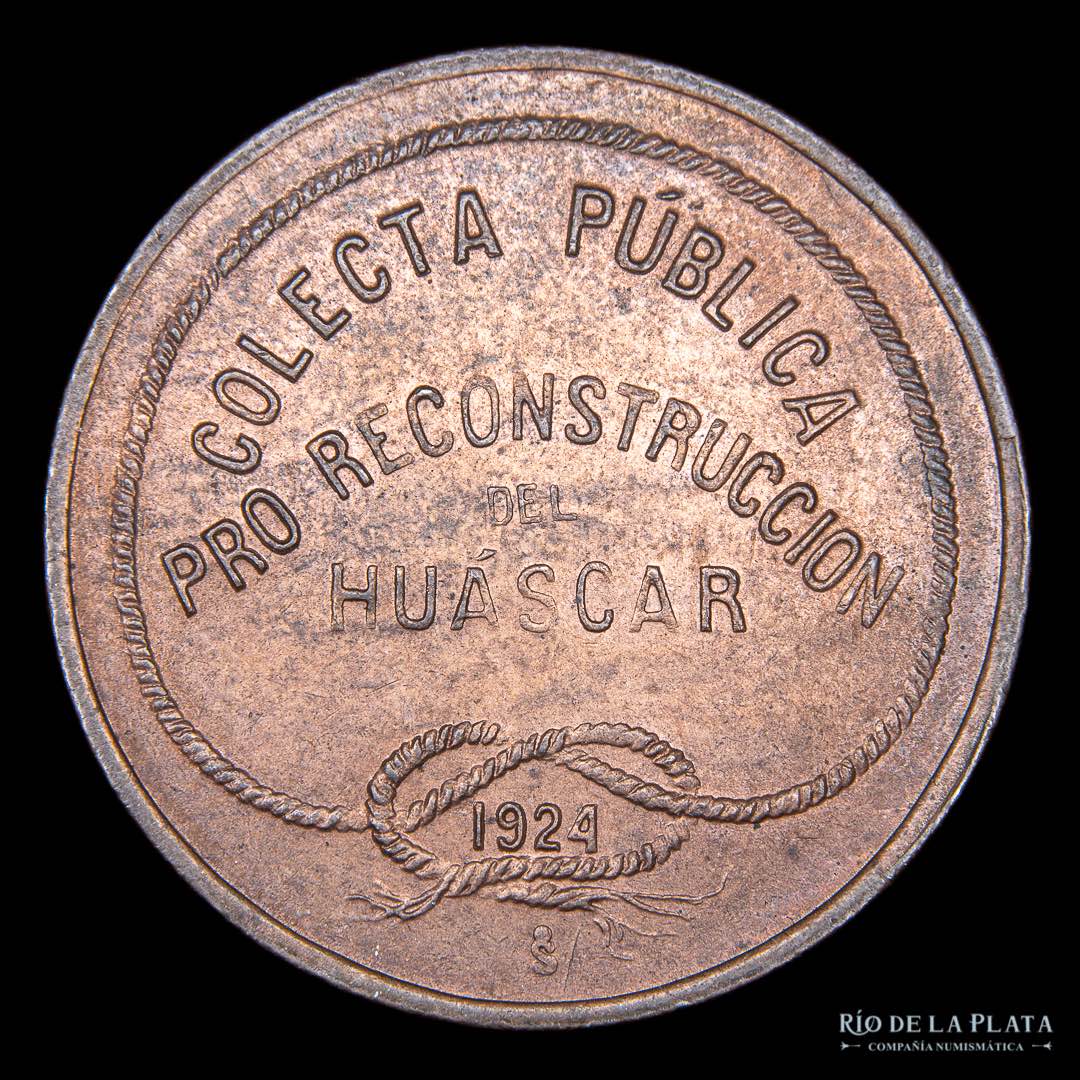 COLECTA PÚBLICA
PRO RECONSTRUCCION
DEL
HUÁSCAR
1924
RÍO DE LA PLATA
COMPAÑÍA NUMISMÁTICA